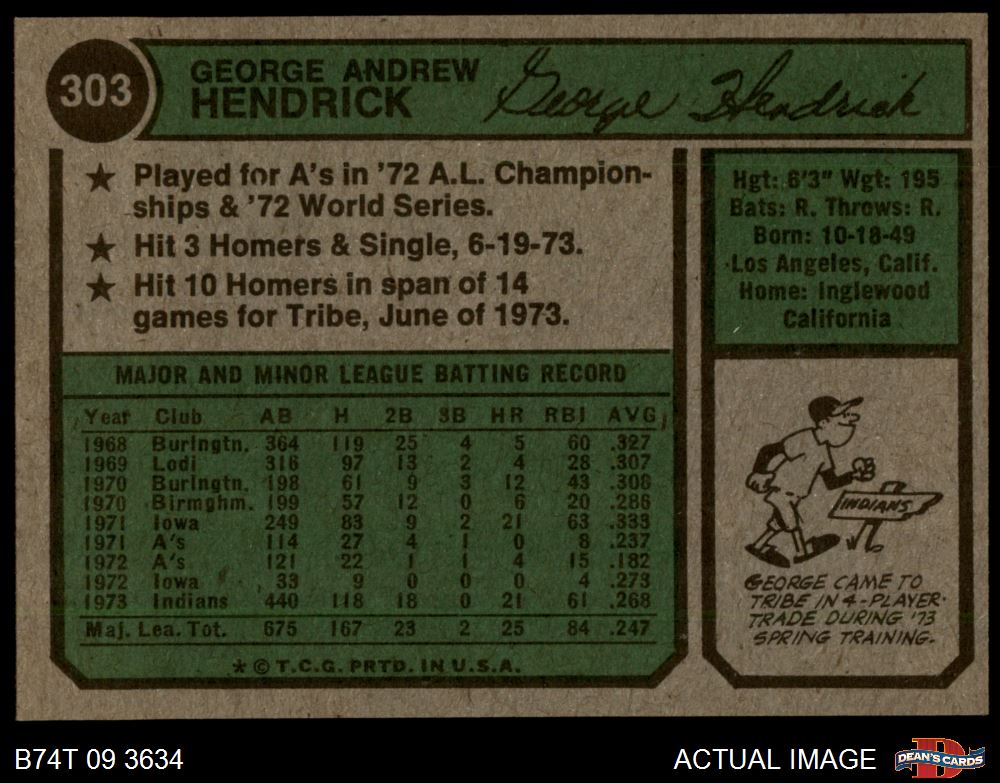 303
GEORGE ANDREW
HENDRICK
George Hendrick
★ Played for A's in '72 A.L. Champion-
ships & '72 World Series.
★ Hit 3 Homers & Single, 6-19-73.
★ Hit 10 Homers in span of 14
games for Tribe, June of 1973.
Hgt: 6'3" Wgt: 195
Bats: R. Throws: R.
Born: 10-18-49
Los Angeles, Calif.
Home: Inglewood
California
MAJOR AND MINOR LEAGUE BATTING RECORD
Year Club AB H 2B 3B HR RBI AVG
1968 Burlngtn. 364 119 25 4 5 60 .327
1969 Lodi 316 97 13 2 4 28 .307
1970 Burlngtn. 198 61 9 3 12 43 .308
1970 Birmghm. 199 57 12 0 6 20 .286
1971 Iowa 249 83 9 2 21 63 .333
1971 A's 114 27 4 1 0 8 .237
1972 A's 121 22 1 1 4 15 .182
1972 Iowa 33 9 0 0 0 4 .273
1973 Indians 440 118 18 0 21 61 .268
Maj. Lea. Tot. 675 167 23 2 25 84 .247
* © T.C.G. PRTD. IN U.S.A.
INDIANS
GEORGE CAME TO
TRIBE IN 4-PLAYER
TRADE DURING '73
SPRING TRAINING.
B74T 09 3634
ACTUAL IMAGE
DEAN'S CARDS